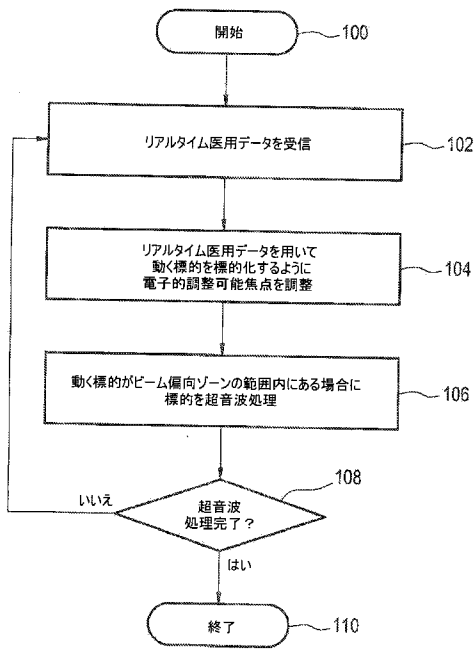 開始
100
リアルタイム医用データを受信
102
リアルタイム医用データを用いて
動く標的を標的化するように
電子的調整可能焦点を調整
104
動く標的がビーム偏向ゾーンの範囲内にある場合に
標的を超音波処理
106
108
いいえ
超音波
処理完了？
はい
終了
110